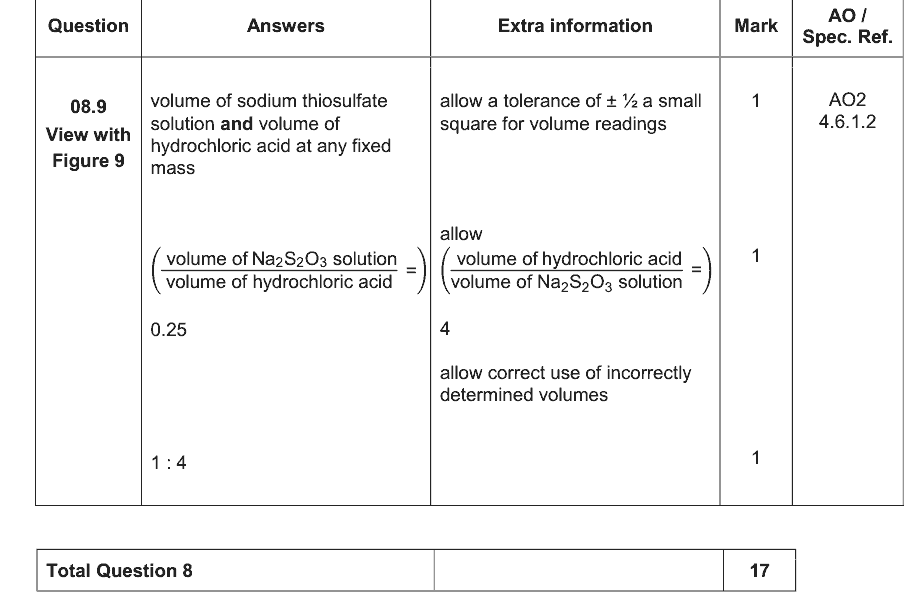 Question Answers Extra information Mark AO /
Spec. Ref.
08.9
View with
Figure 9
volume of sodium thiosulfate
solution and volume of
hydrochloric acid at any fixed
mass
allow a tolerance of ± ½ a small
square for volume readings
1
AO2
4.6.1.2
(volume of Na₂S₂O₃ solution
volume of hydrochloric acid =)
allow
(volume of hydrochloric acid
volume of Na₂S₂O₃ solution =)
1
0.25
4
allow correct use of incorrectly
determined volumes
1 : 4
1
Total Question 8 17